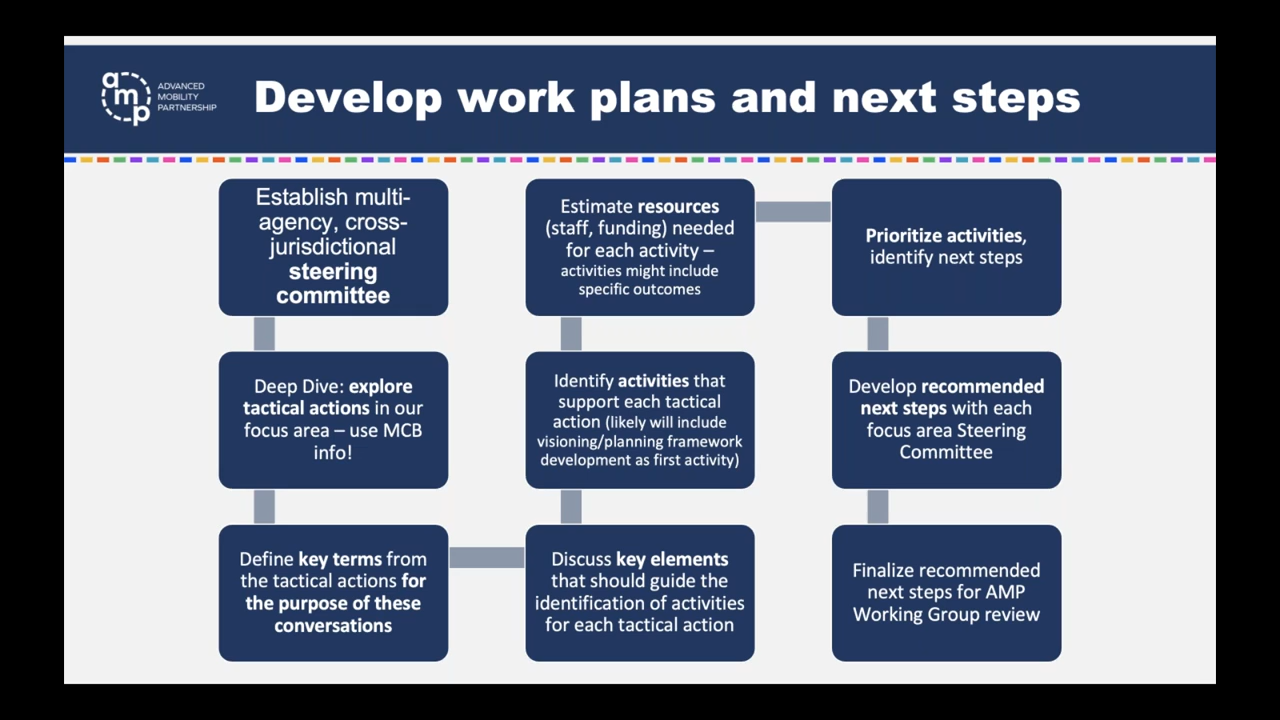 amp
ADVANCED
MOBILITY
PARTNERSHIP
Develop work plans and next steps
Establish multi-
agency, cross-
jurisdictional
steering
committee
Deep Dive: explore
tactical actions in our
focus area – use MCB
info!
Define key terms from
the tactical actions for
the purpose of these
conversations
Discuss key elements
that should guide the
identification of activities
for each tactical action
Identify activities that
support each tactical
action (likely will include
visioning/planning framework
development as first activity)
Estimate resources
(staff, funding) needed
for each activity –
activities might include
specific outcomes
Prioritize activities,
identify next steps
Develop recommended
next steps with each
focus area Steering
Committee
Finalize recommended
next steps for AMP
Working Group review